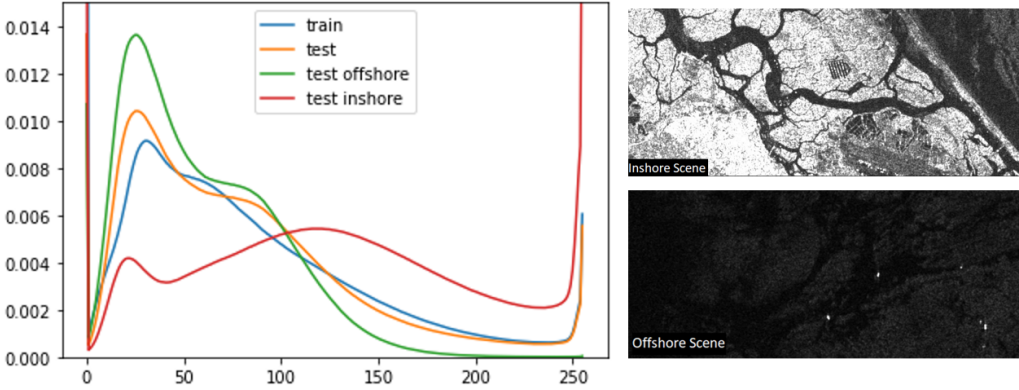 0.014
0.012
0.010
0.008
0.006
0.004
0.002
0.000
0
50
100
150
200
250
train
test
test offshore
test inshore
Inshore Scene
Offshore Scene